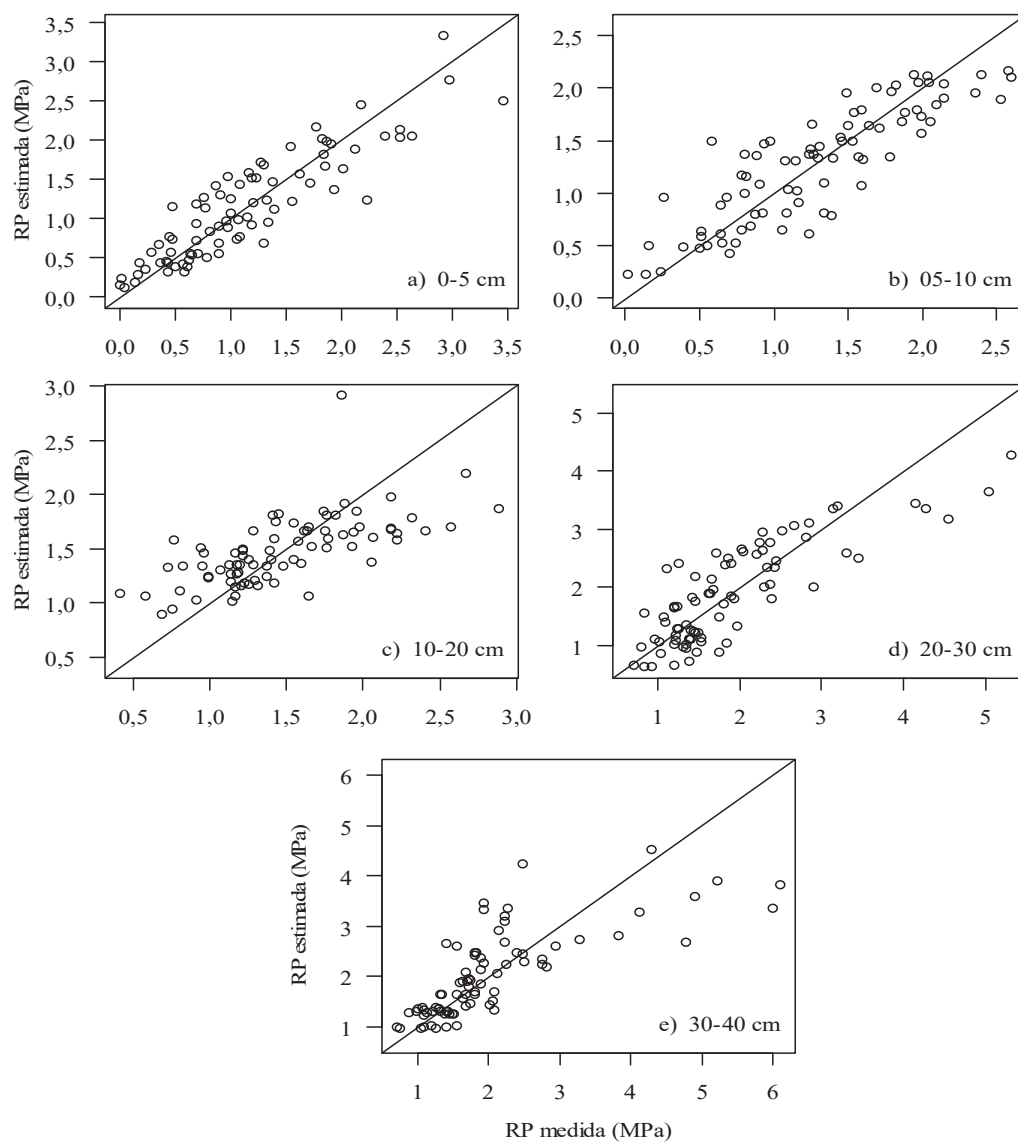 3,5
3,0
2,5
2,0
1,5
1,0
0,5
0,0
RP estimada (MPa)
a) 0-5 cm
0,0 0,5 1,0 1,5 2,0 2,5 3,0 3,5
2,5
2,0
1,5
1,0
0,5
0,0
b) 05-10 cm
0,0 0,5 1,0 1,5 2,0 2,5
3,0
2,5
2,0
1,5
1,0
0,5
RP estimada (MPa)
c) 10-20 cm
0,5 1,0 1,5 2,0 2,5 3,0
5
4
3
2
1
d) 20-30 cm
1 2 3 4 5
6
5
4
3
2
1
RP estimada (MPa)
e) 30-40 cm
1 2 3 4 5 6
RP medida (MPa)